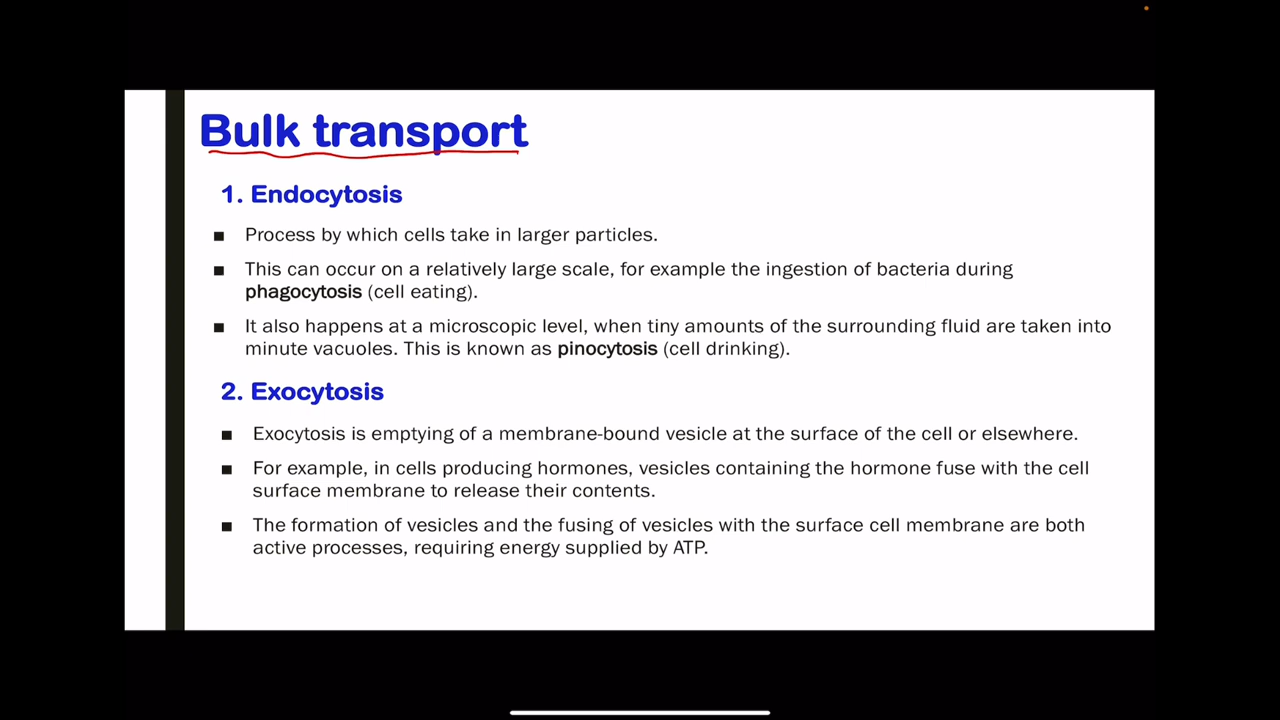 Bulk transport
1. Endocytosis
■ Process by which cells take in larger particles.
■ This can occur on a relatively large scale, for example the ingestion of bacteria during
phagocytosis (cell eating).
■ It also happens at a microscopic level, when tiny amounts of the surrounding fluid are taken into
minute vacuoles. This is known as pinocytosis (cell drinking).
2. Exocytosis
■ Exocytosis is emptying of a membrane-bound vesicle at the surface of the cell or elsewhere.
■ For example, in cells producing hormones, vesicles containing the hormone fuse with the cell
surface membrane to release their contents.
■ The formation of vesicles and the fusing of vesicles with the surface cell membrane are both
active processes, requiring energy supplied by ATP.